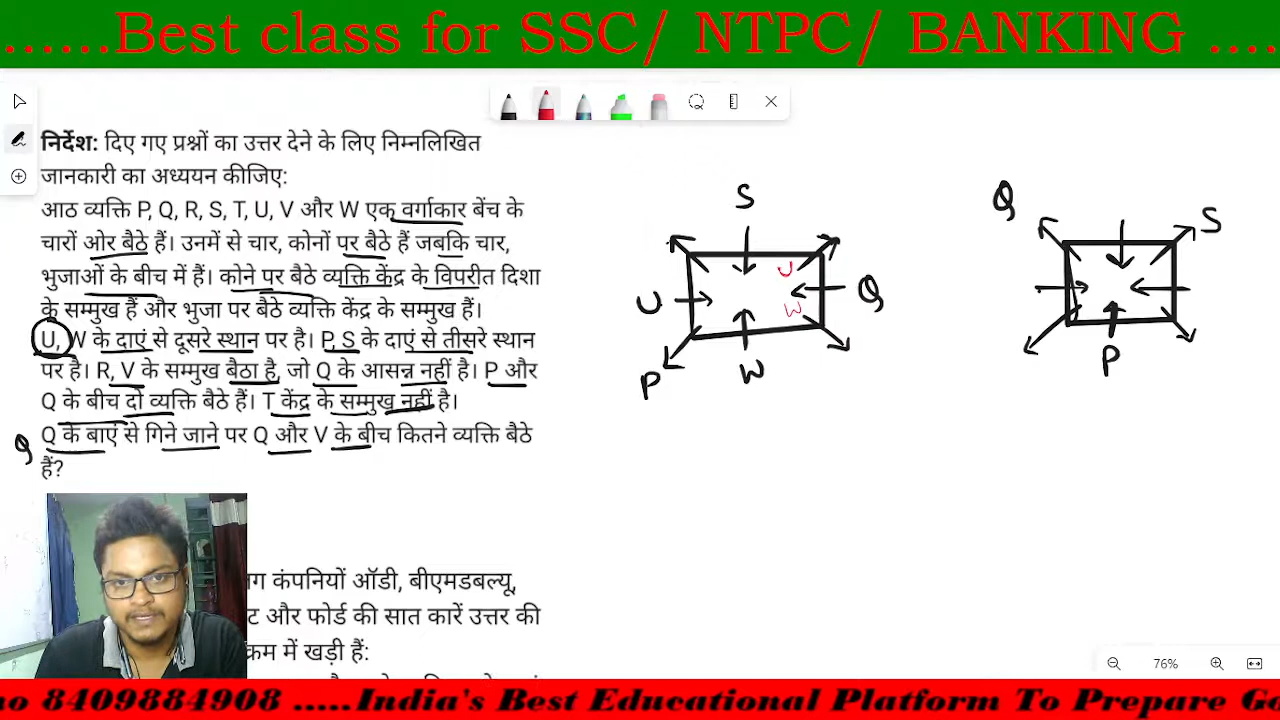 ......Best class for SSC/ NTPC/ BANKING ....
निर्देश: दिए गए प्रश्नों का उत्तर देने के लिए निम्नलिखित
जानकारी का अध्ययन कीजिए:
आठ व्यक्ति P, Q, R, S, T, U, V और W एक वर्गाकार बेंच के
चारों ओर बैठे हैं। उनमें से चार, कोनों पर बैठे हैं जबकि चार,
भुजाओं के बीच में हैं। कोने पर बैठे व्यक्ति केंद्र के विपरीत दिशा
के सम्मुख हैं और भुजा पर बैठे व्यक्ति केंद्र के सम्मुख हैं।
U, W के दाएं से दूसरे स्थान पर है। P, S के दाएं से तीसरे स्थान
पर है। R, V के सम्मुख बैठा है, जो Q के आसन्न नहीं है। P और
Q के बीच दो व्यक्ति बैठे हैं। T केंद्र के सम्मुख नहीं है।
Q के बाएं से गिने जाने पर Q और V के बीच कितने व्यक्ति बैठे
हैं?
Q
S
U
U
Q
W
P
W
Q
S
P
ग कंपनियों ऑडी, बीएमडबल्यू,
ट और फोर्ड की सात कारें उत्तर की
क्रम में खड़ी हैं:
76%
no 8409884908 .....India's Best Educational Platform To Prepare Go